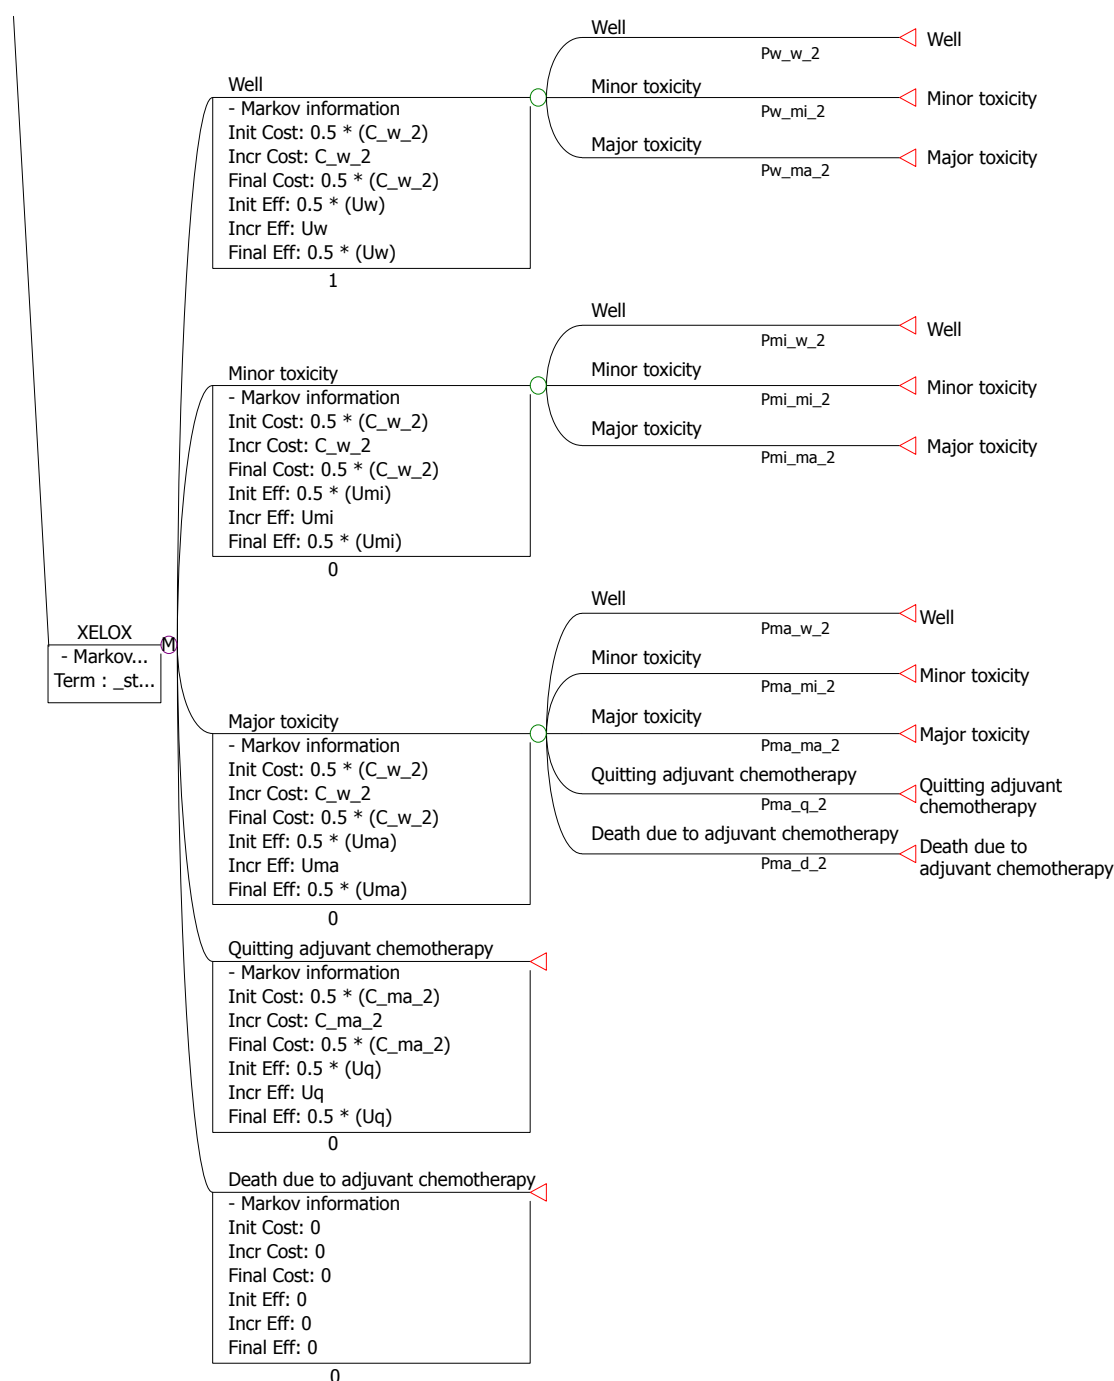 XELOX
M
- Markov...
Term : _st...
Well
- Markov information
Init Cost: 0.5 * (C_w_2)
Incr Cost: C_w_2
Final Cost: 0.5 * (C_w_2)
Init Eff: 0.5 * (Uw)
Incr Eff: Uw
Final Eff: 0.5 * (Uw)
1
Well
Pw_w_2
Well
Minor toxicity
Pw_mi_2
Minor toxicity
Major toxicity
Pw_ma_2
Major toxicity
Minor toxicity
- Markov information
Init Cost: 0.5 * (C_w_2)
Incr Cost: C_w_2
Final Cost: 0.5 * (C_w_2)
Init Eff: 0.5 * (Umi)
Incr Eff: Umi
Final Eff: 0.5 * (Umi)
0
Well
Pmi_w_2
Well
Minor toxicity
Pmi_mi_2
Minor toxicity
Major toxicity
Pmi_ma_2
Major toxicity
Major toxicity
- Markov information
Init Cost: 0.5 * (C_w_2)
Incr Cost: C_w_2
Final Cost: 0.5 * (C_w_2)
Init Eff: 0.5 * (Uma)
Incr Eff: Uma
Final Eff: 0.5 * (Uma)
0
Well
Pma_w_2
Well
Minor toxicity
Pma_mi_2
Minor toxicity
Major toxicity
Pma_ma_2
Major toxicity
Quitting adjuvant chemotherapy
Pma_q_2
Quitting adjuvant
chemotherapy
Death due to adjuvant chemotherapy
Pma_d_2
Death due to
adjuvant chemotherapy
Quitting adjuvant chemotherapy
- Markov information
Init Cost: 0.5 * (C_ma_2)
Incr Cost: C_ma_2
Final Cost: 0.5 * (C_ma_2)
Init Eff: 0.5 * (Uq)
Incr Eff: Uq
Final Eff: 0.5 * (Uq)
0
Death due to adjuvant chemotherapy
- Markov information
Init Cost: 0
Incr Cost: 0
Final Cost: 0
Init Eff: 0
Incr Eff: 0
Final Eff: 0
0